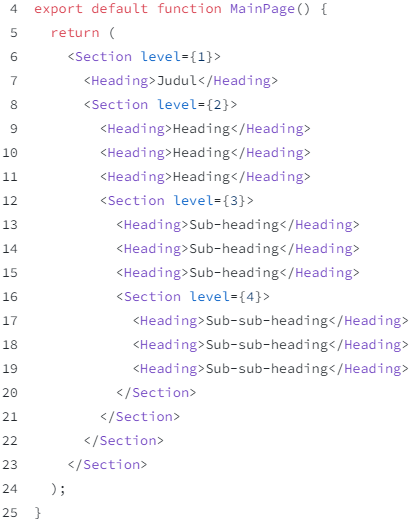 4 export default function MainPage() {
5   return (
6     <Section level={1}>
7       <Heading>Judul</Heading>
8       <Section level={2}>
9         <Heading>Heading</Heading>
10         <Heading>Heading</Heading>
11         <Heading>Heading</Heading>
12         <Section level={3}>
13           <Heading>Sub-heading</Heading>
14           <Heading>Sub-heading</Heading>
15           <Heading>Sub-heading</Heading>
16           <Section level={4}>
17             <Heading>Sub-sub-heading</Heading>
18             <Heading>Sub-sub-heading</Heading>
19             <Heading>Sub-sub-heading</Heading>
20           </Section>
21         </Section>
22       </Section>
23     </Section>
24   );
25 }